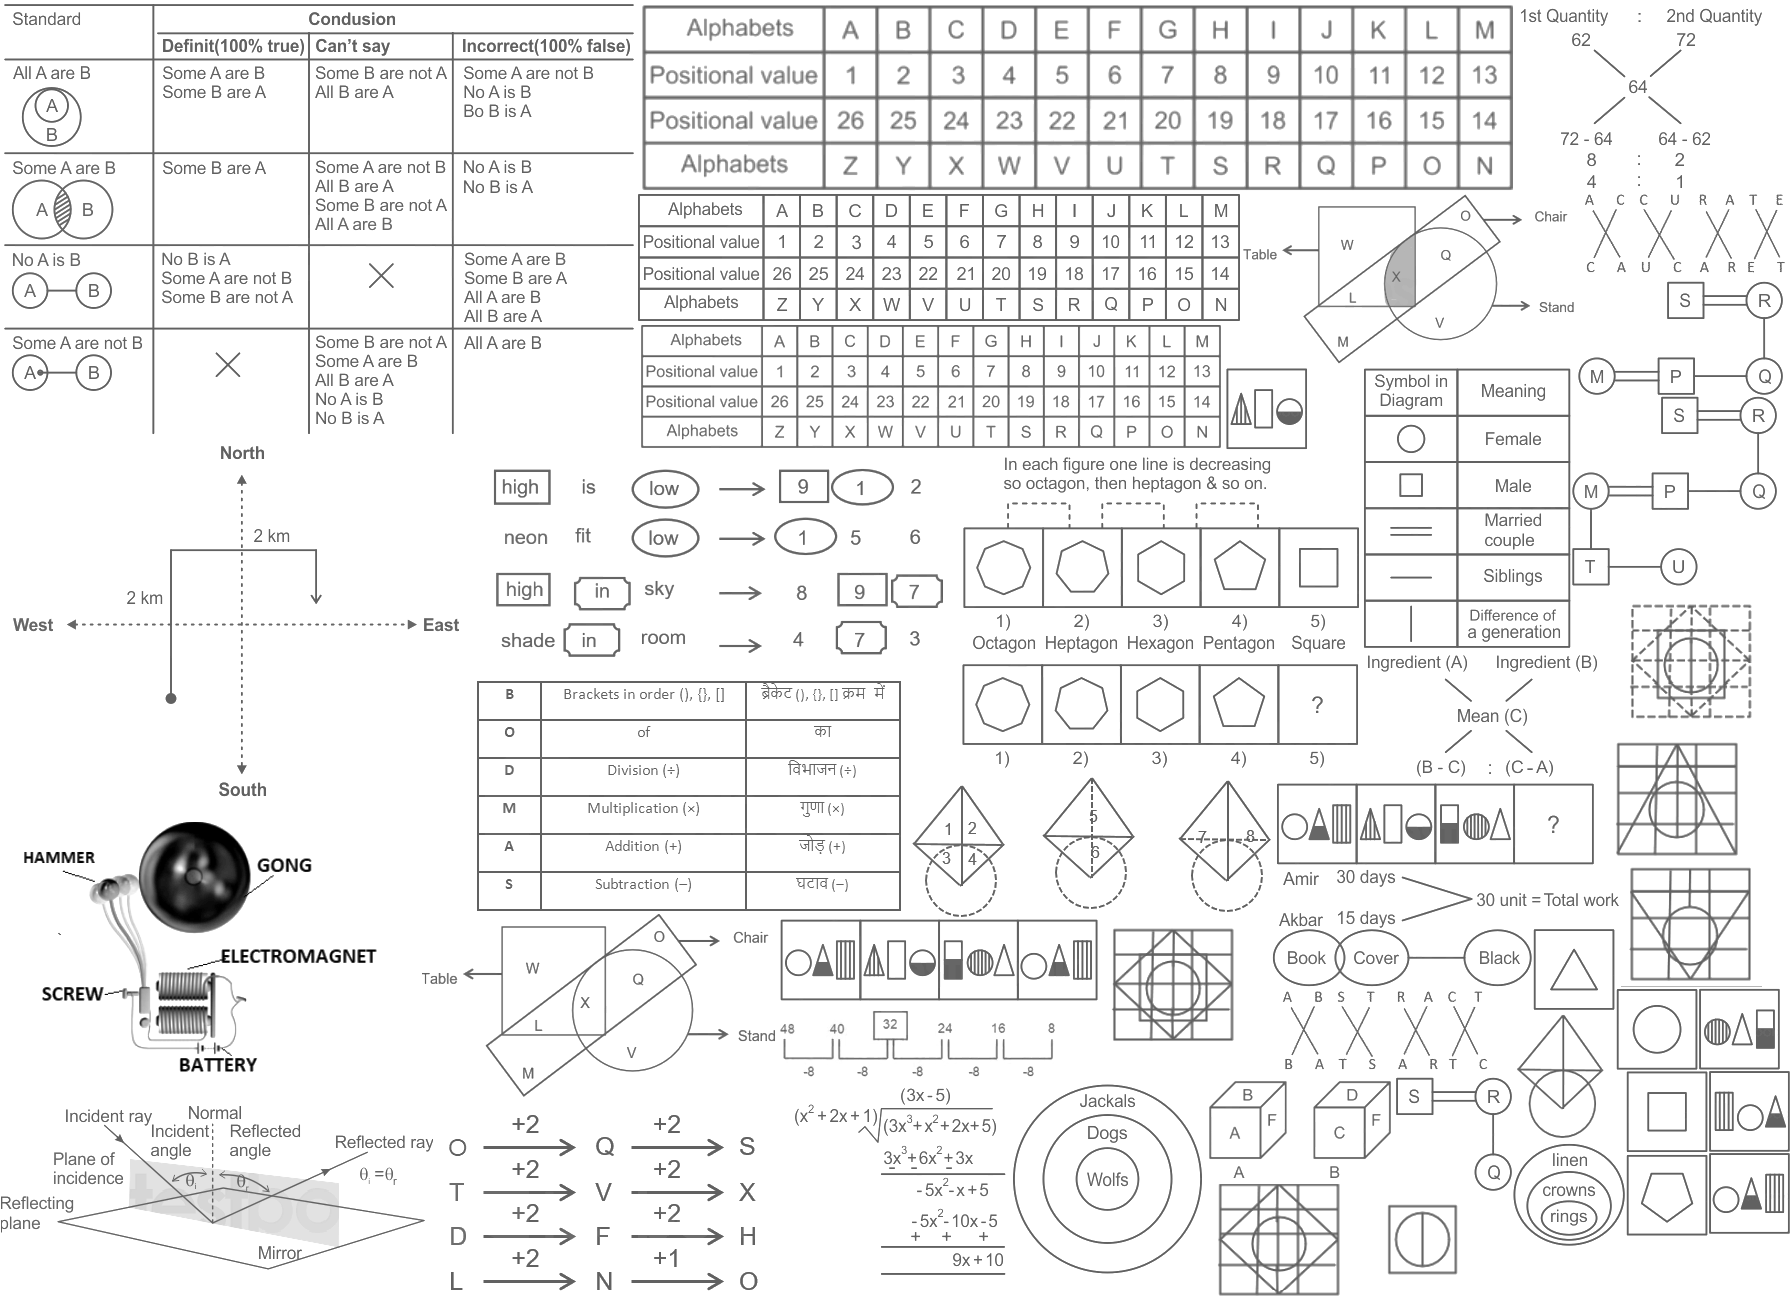 Standard
Condusion
Definit(100% true)
Can't say
Incorrect(100% false)
All A are B
Some A are B
Some B are A
Some B are not A
All B are A
Some A are not B
No A is B
Bo B is A
A
B
Some A are B
Some B are A
Some A are not B
All B are A
Some B are not A
All A are B
No A is B
No B is A
A B
No A is B
No B is A
Some A are not B
Some B are not A
Some A are B
Some B are A
All A are B
All B are A
A B
Some A are not B
Some B are not A
Some A are B
All B are A
No A is B
No B is A
All A are B
A B
Alphabets A B C D E F G H I J K L M
Positional value 1 2 3 4 5 6 7 8 9 10 11 12 13
Positional value 26 25 24 23 22 21 20 19 18 17 16 15 14
Alphabets Z Y X W V U T S R Q P O N
Alphabets A B C D E F G H I J K L M
Positional value 1 2 3 4 5 6 7 8 9 10 11 12 13
Positional value 26 25 24 23 22 21 20 19 18 17 16 15 14
Alphabets Z Y X W V U T S R Q P O N
Alphabets A B C D E F G H I J K L M
Positional value 1 2 3 4 5 6 7 8 9 10 11 12 13
Positional value 26 25 24 23 22 21 20 19 18 17 16 15 14
Alphabets Z Y X W V U T S R Q P O N
1st Quantity : 2nd Quantity
62 72
64
72 - 64 64 - 62
8 : 2
4 : 1
A C C U R A T E
C A U C A R E T
Table
Chair
Stand
W O Q X L V M
S R
M P Q
S R
M P Q
T U
Symbol in
Diagram
Meaning
Female
Male
Married
couple
Siblings
Difference of
a generation
North
2 km
2 km
West East
South
high is low 9 1 2
neon fit low 1 5 6
high in sky 8 9 7
shade in room 4 7 3
In each figure one line is decreasing
so octagon, then heptagon & so on.
1) 2) 3) 4) 5)
Octagon Heptagon Hexagon Pentagon Square
?
1) 2) 3) 4) 5)
Ingredient (A) Ingredient (B)
Mean (C)
(B - C) : (C - A)
B Brackets in order (), {}, [] ब्रैकेट (), {}, [] क्रम में
O of का
D Division (÷) विभाजन (÷)
M Multiplication (×) गुणा (×)
A Addition (+) जोड़ (+)
S Subtraction (–) घटाव (–)
1 2
3 4
5
6
7 8
?
Amir 30 days
30 unit = Total work
Akbar 15 days
Book Cover Black
HAMMER
GONG
ELECTROMAGNET
SCREW
BATTERY
Table
Chair
Stand
W O Q X L V M
48 40 32 24 16 8
-8 -8 -8 -8 -8
A B S T R A C T
B A T S A R T C
Incident ray
Normal
Incident
angle
Reflected
angle
Reflected ray
Plane of
incidence
θi θr
θi =θr
Reflecting
plane
Mirror
testbo
+2 +2
O Q S
+2 +2
T V X
+2 +2
D F H
+2 +1
L N O
(3x - 5)
(x² + 2x + 1) (3x³+x²+2x+5)
3x³+6x²+3x
- - -
-5x²-x+5
-5x²-10x-5
+ + +
9x+10
Jackals
Dogs
Wolfs
B
A F
A
D
C F
B
S R
Q
linen
crowns
rings